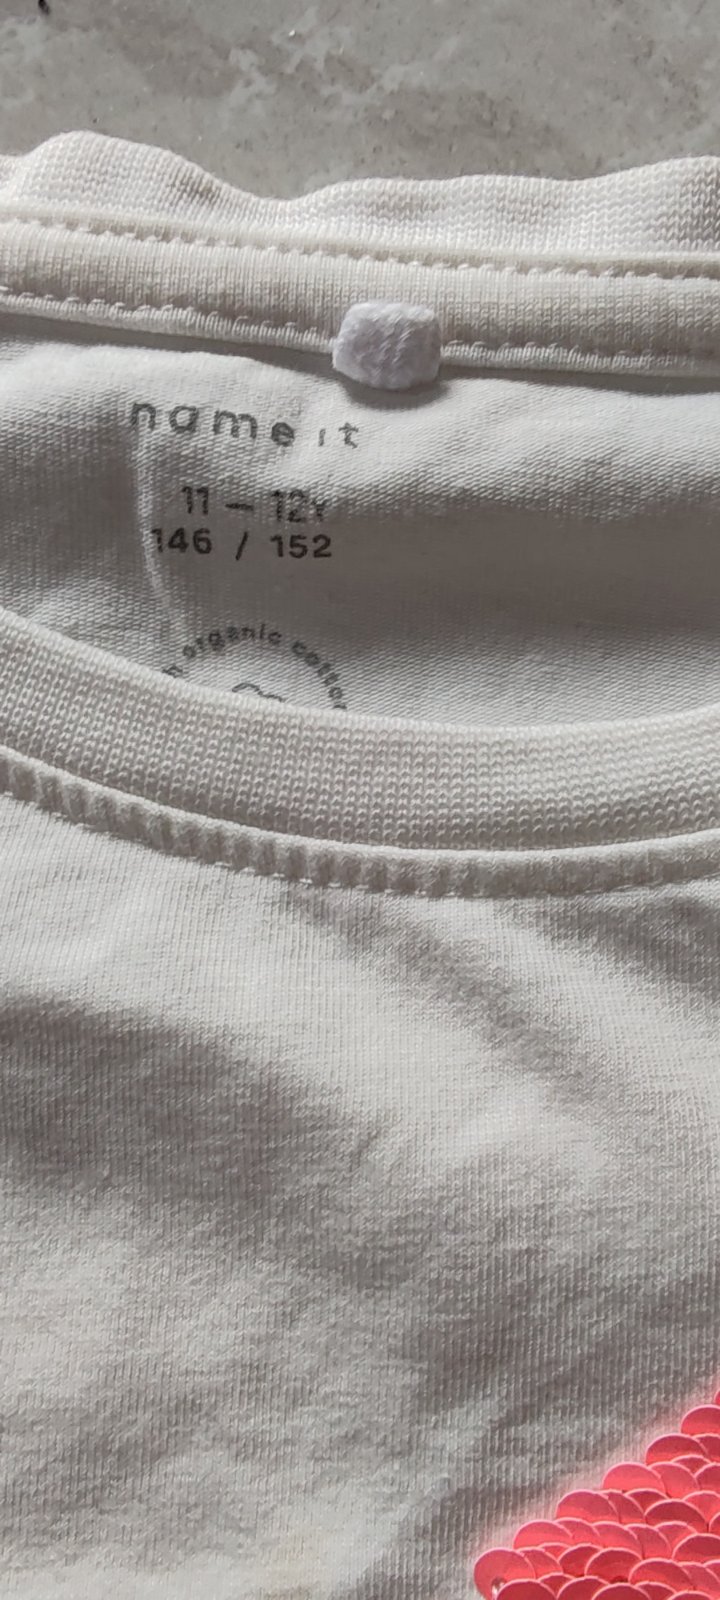 name it
11 – 12Y
146 / 152
organic cotton